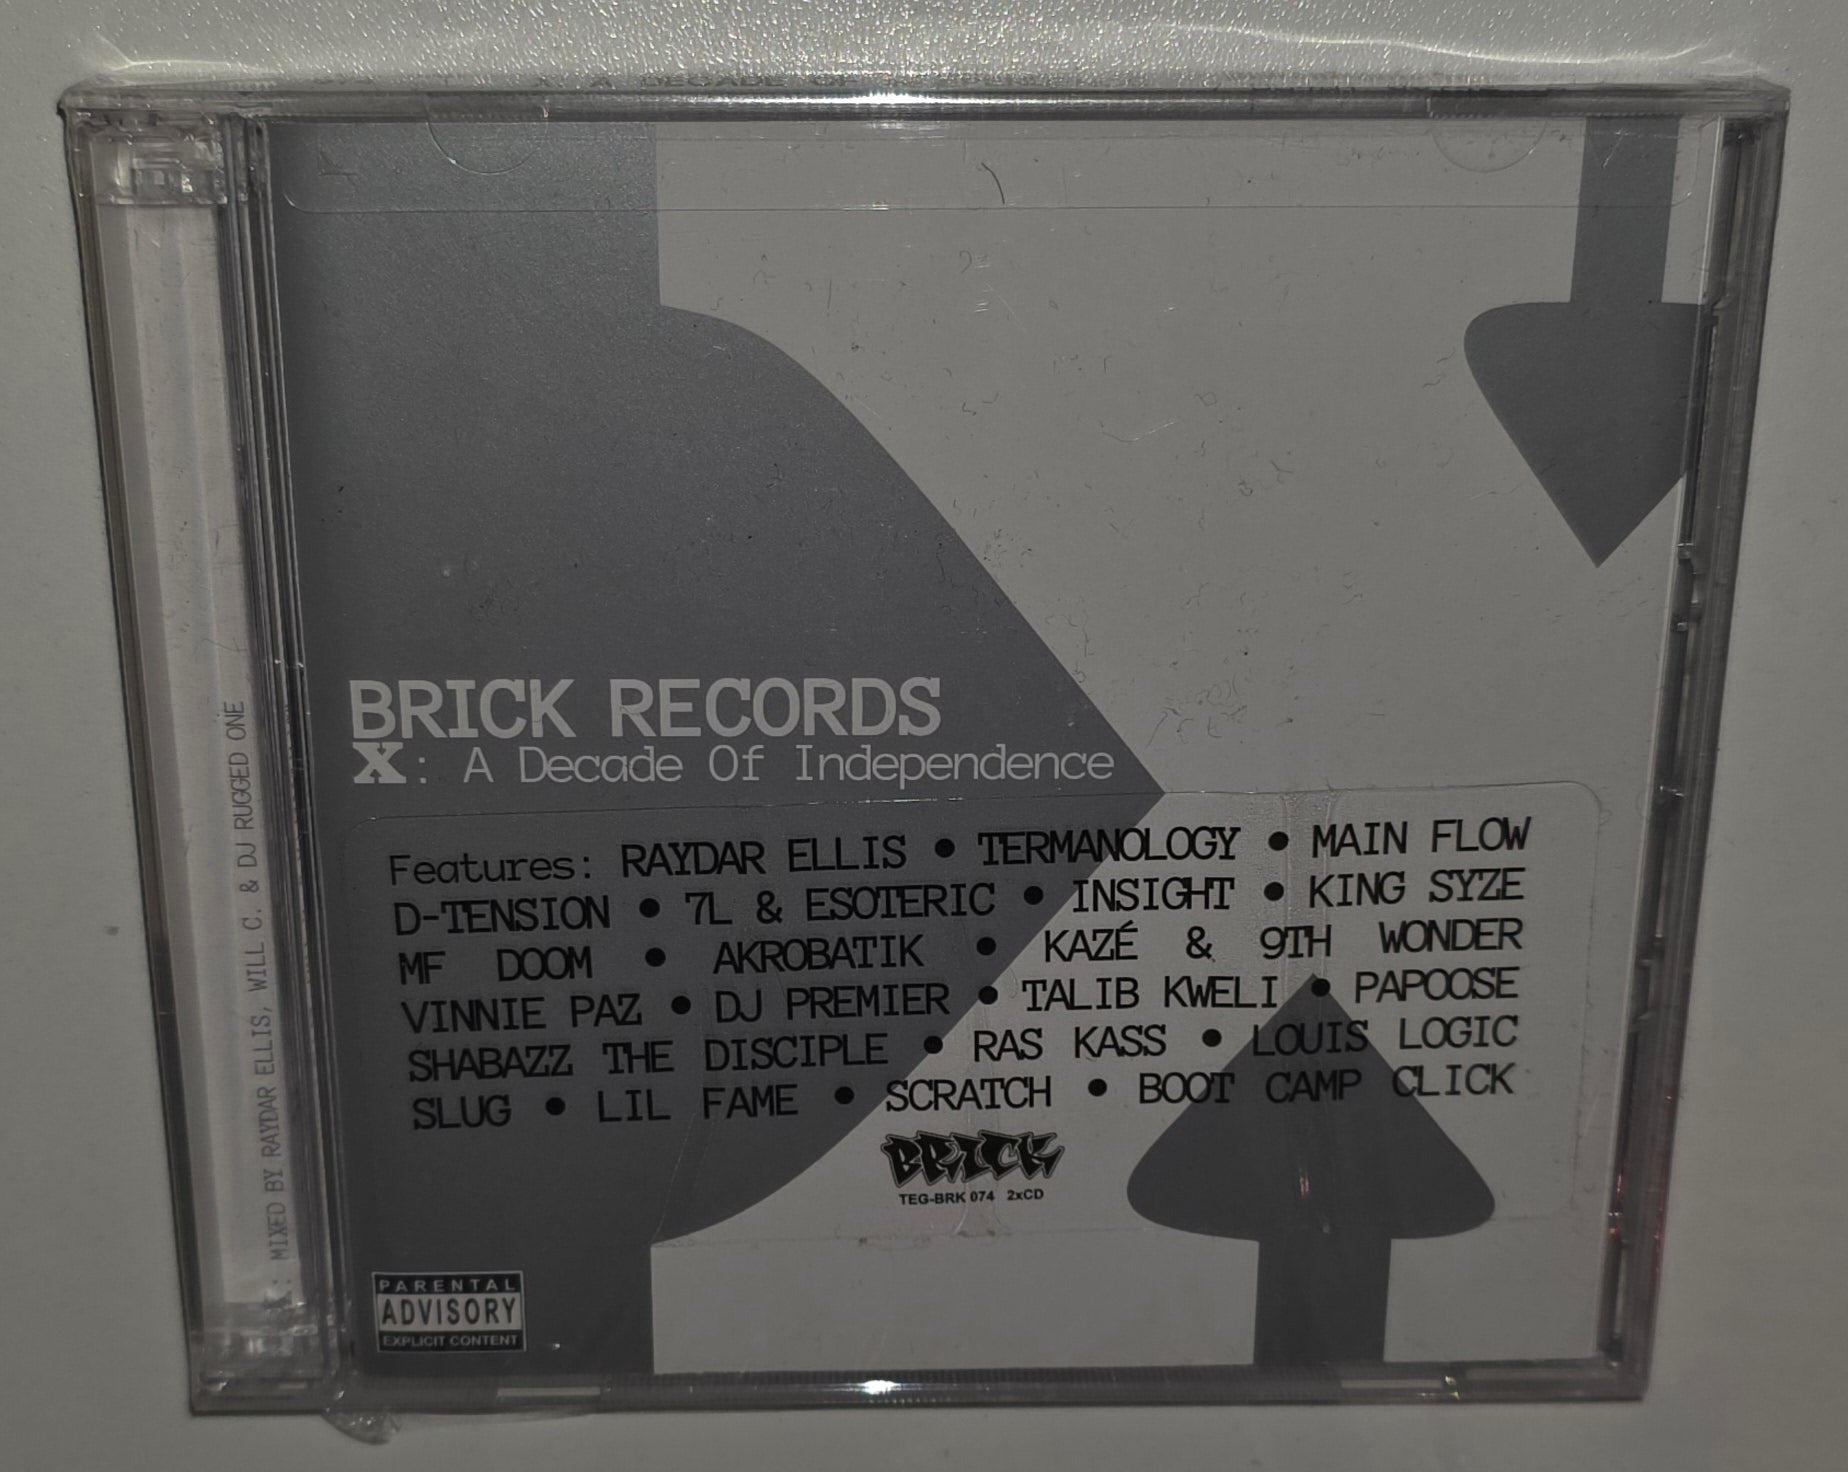 X: A DECADE OF
BRICK RECORDS
X: A Decade Of Independence
Features: RAYDAR ELLIS • TERMANOLOGY • MAIN FLOW
D-TENSION • 7L & ESOTERIC • INSIGHT • KING SYZE
MF DOOM • AKROBATIK • KAZÉ & 9TH WONDER
VINNIE PAZ • DJ PREMIER • TALIB KWELI • PAPOOSE
SHABAZZ THE DISCIPLE • RAS KASS • LOUIS LOGIC
SLUG • LIL FAME • SCRATCH • BOOT CAMP CLICK
BRICK
TEG-BRK 074 2xCD
PARENTAL
ADVISORY
EXPLICIT CONTENT
X: MIXED BY RAYDAR ELLIS, WILL C. & DJ RUGGED ONE